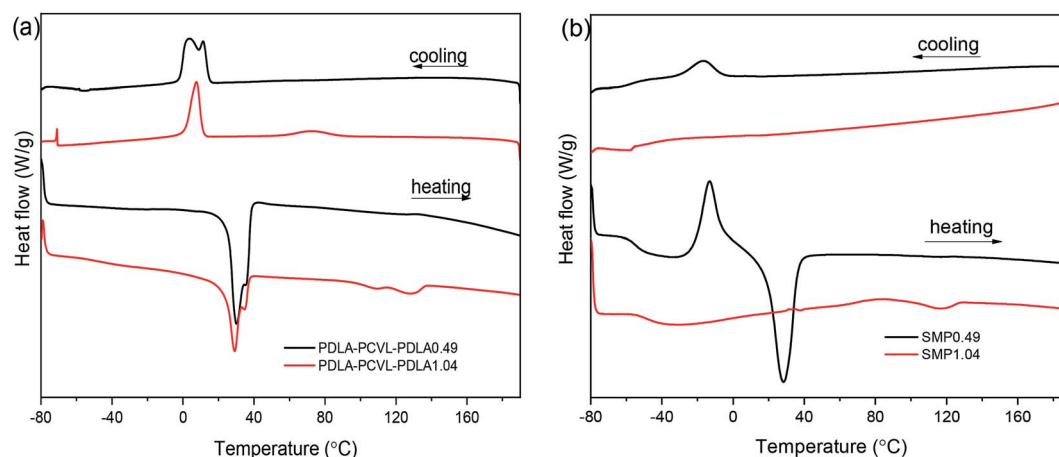 (a)
cooling
heating
Heat flow (W/g)
PDLA-PCVL-PDLA0.49
PDLA-PCVL-PDLA1.04
-80 -40 0 40 80 120 160
Temperature (°C)
(b)
cooling
heating
Heat flow (W/g)
SMP0.49
SMP1.04
-80 -40 0 40 80 120 160
Temperature (°C)